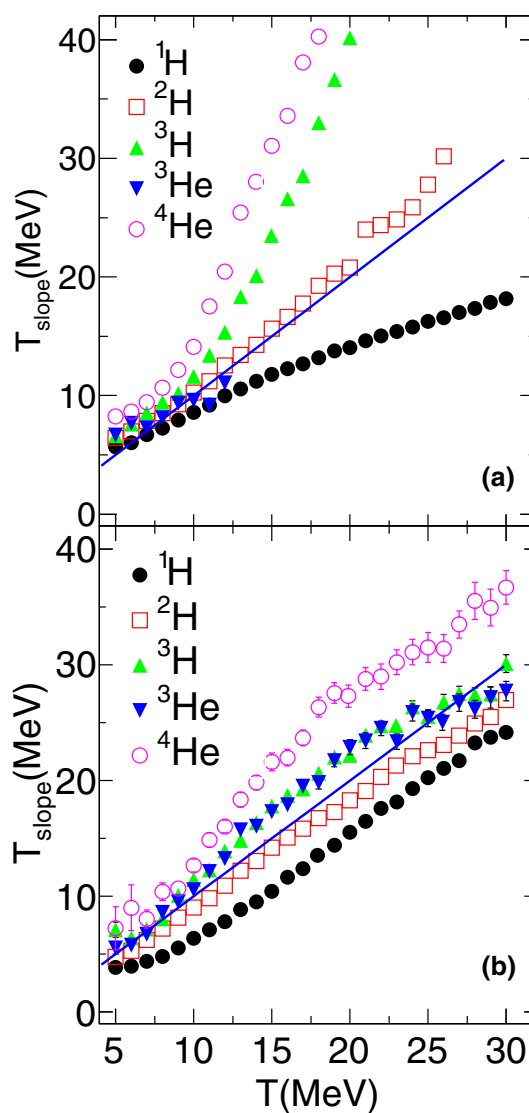 40
30
20
10
0
T_slope(MeV)
¹H
²H
³H
³He
⁴He
(a)
40
30
20
10
0
T_slope(MeV)
¹H
²H
³H
³He
⁴He
(b)
5 10 15 20 25 30
T(MeV)